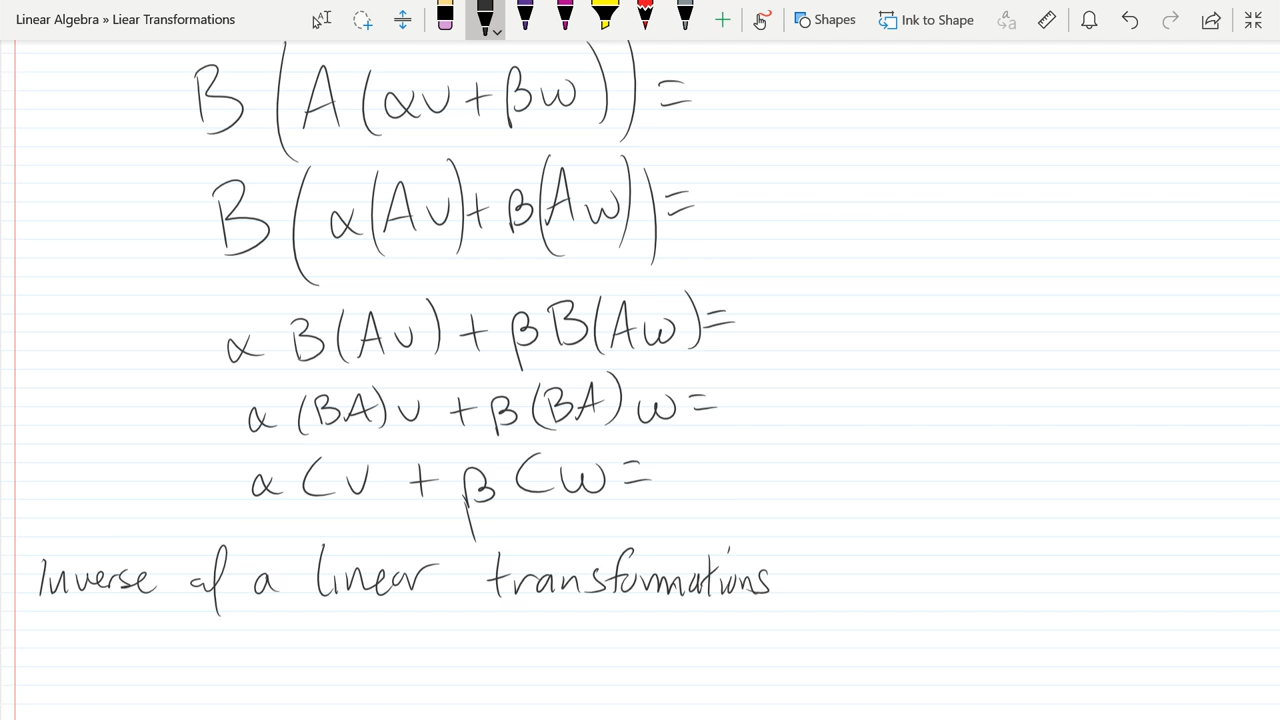 Linear Algebra » Liear Transformations
Shapes
Ink to Shape
B(A(αv+βw))=
B(α(Av)+β(Aw))=
αB(Av)+βB(Aw)=
α(BA)v+β(BA)w=
αCv+βCw=
Inverse of a linear transformations